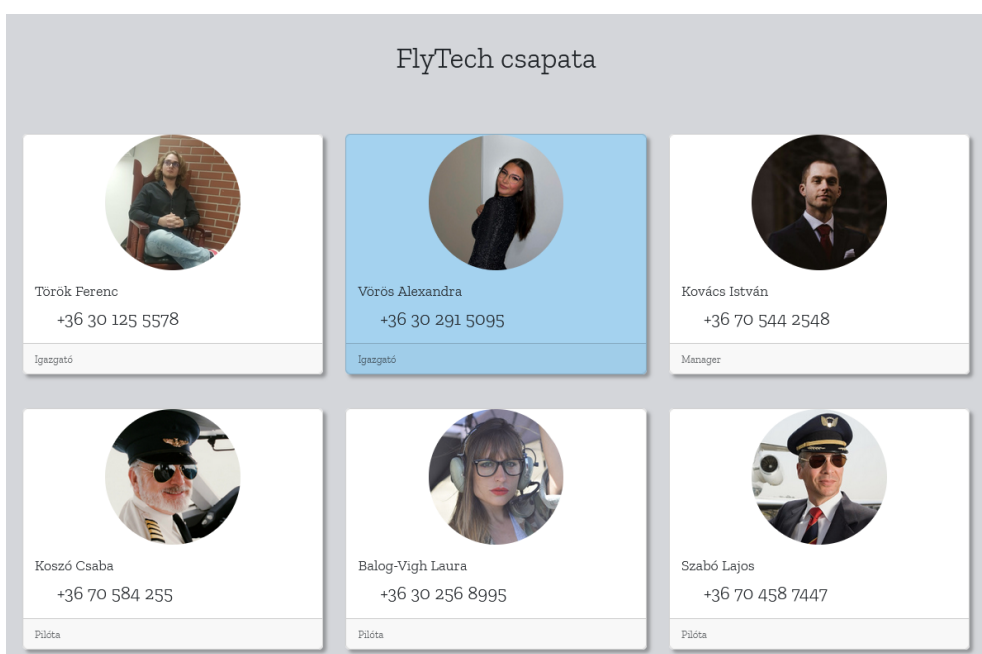 FlyTech csapata
Török Ferenc
+36 30 125 5578
Igazgató
Vörös Alexandra
+36 30 291 5095
Igazgató
Kovács István
+36 70 544 2548
Manager
Koszó Csaba
+36 70 584 255
Pilóta
Balog-Vigh Laura
+36 30 256 8995
Pilóta
Szabó Lajos
+36 70 458 7447
Pilóta